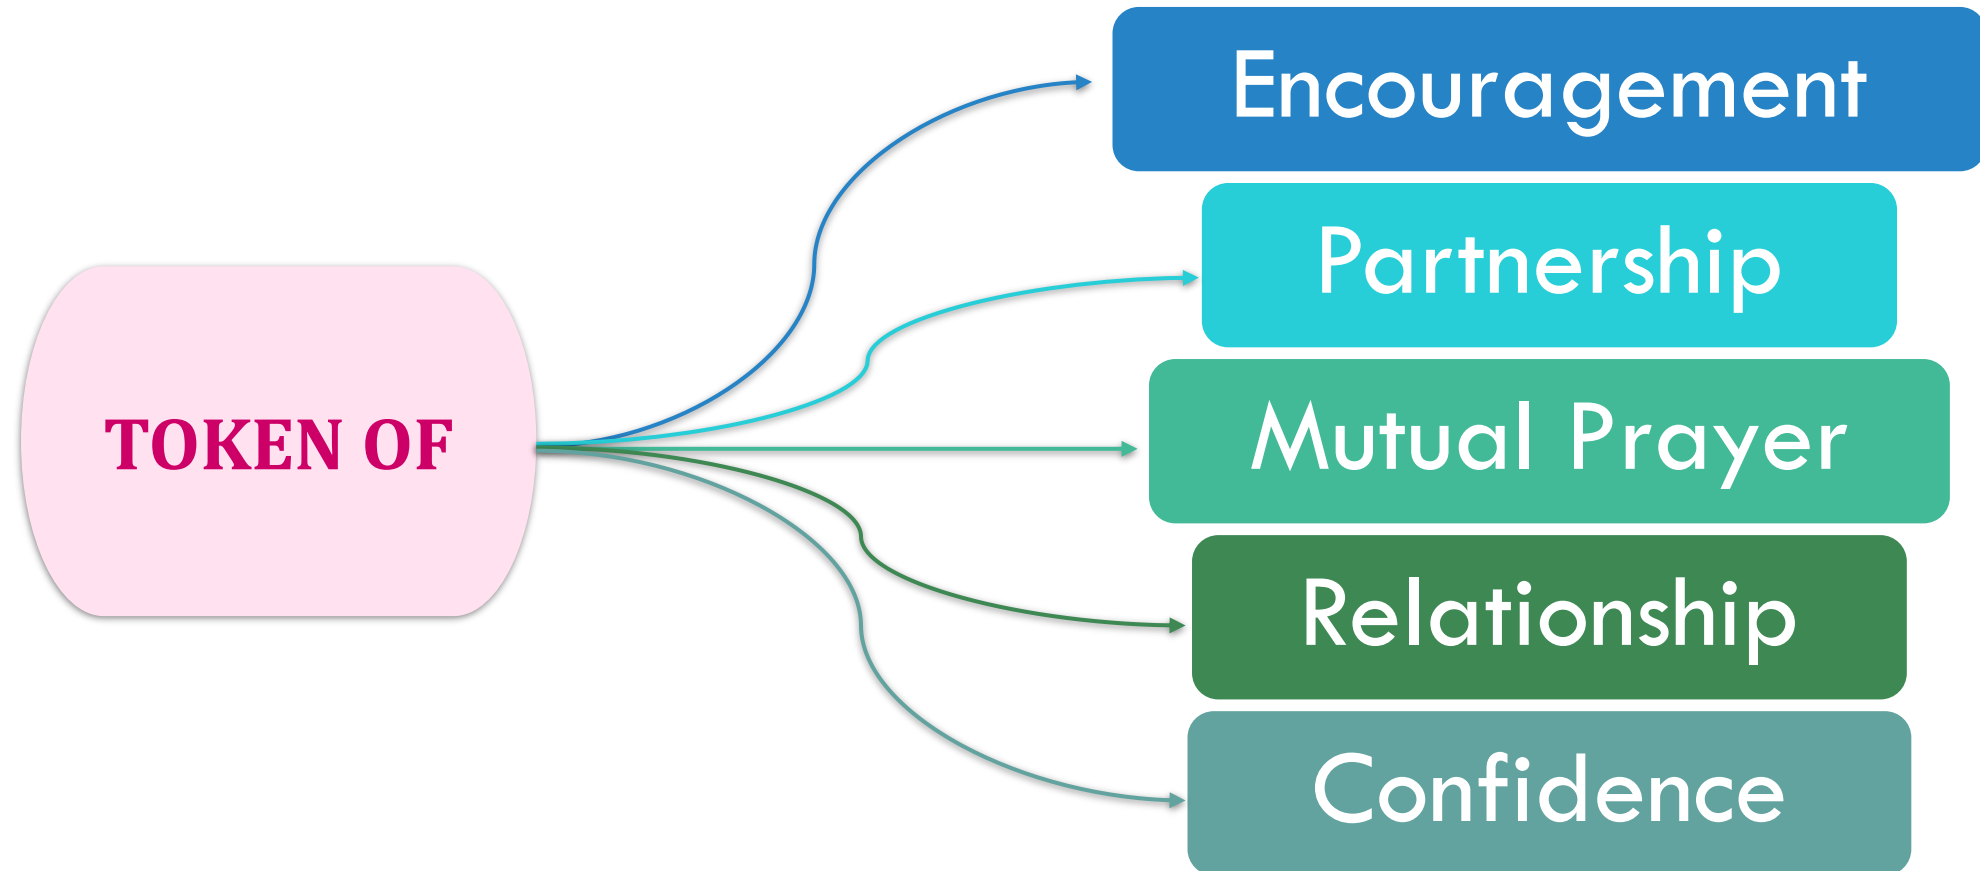 TOKEN OF
Encouragement
Partnership
Mutual Prayer
Relationship
Confidence